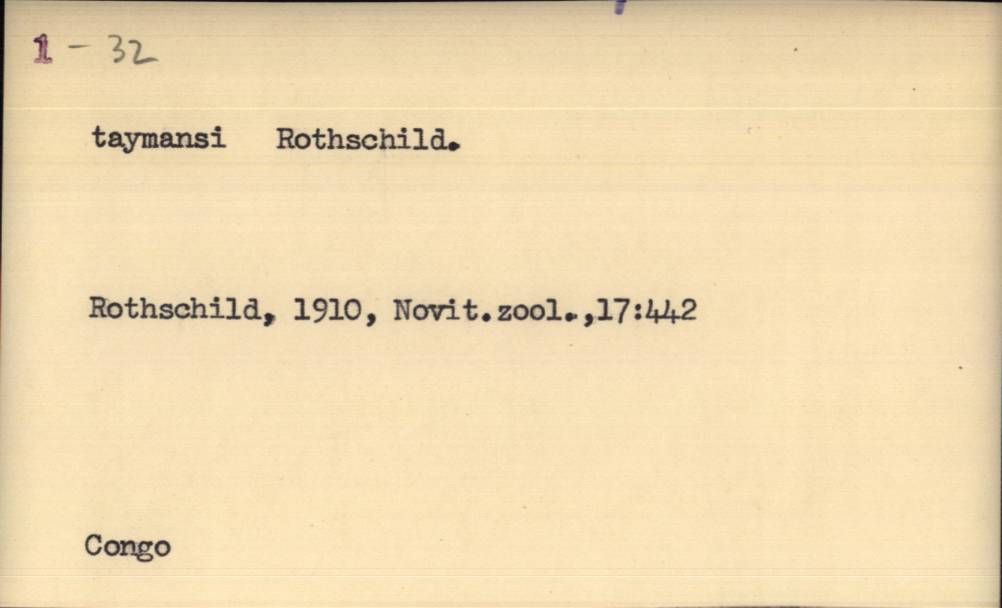 1 - 32
taymansi Rothschild.
Rothschild, 1910, Novit.zool.,17:442
Congo